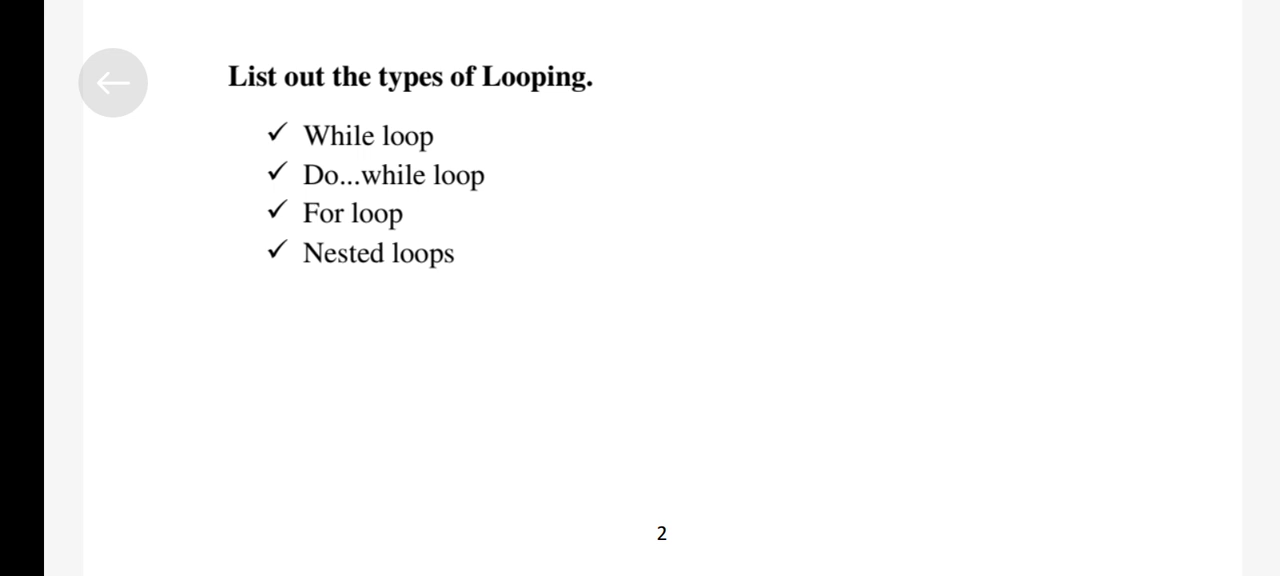 List out the types of Looping.
✓ While loop
✓ Do...while loop
✓ For loop
✓ Nested loops
2